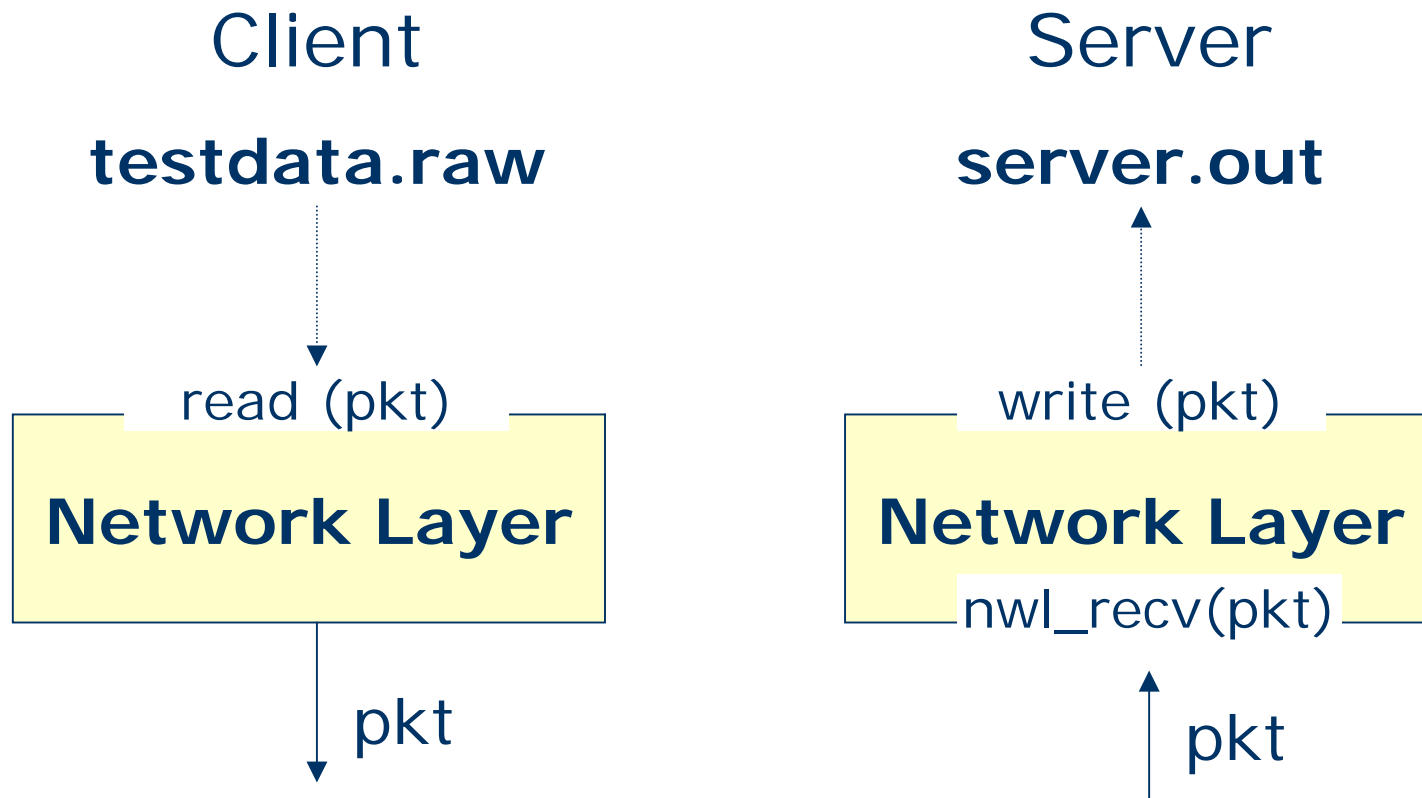 Client
testdata.raw
read (pkt)
Network Layer
pkt
Server
server.out
write (pkt)
Network Layer
nwl_recv(pkt)
pkt